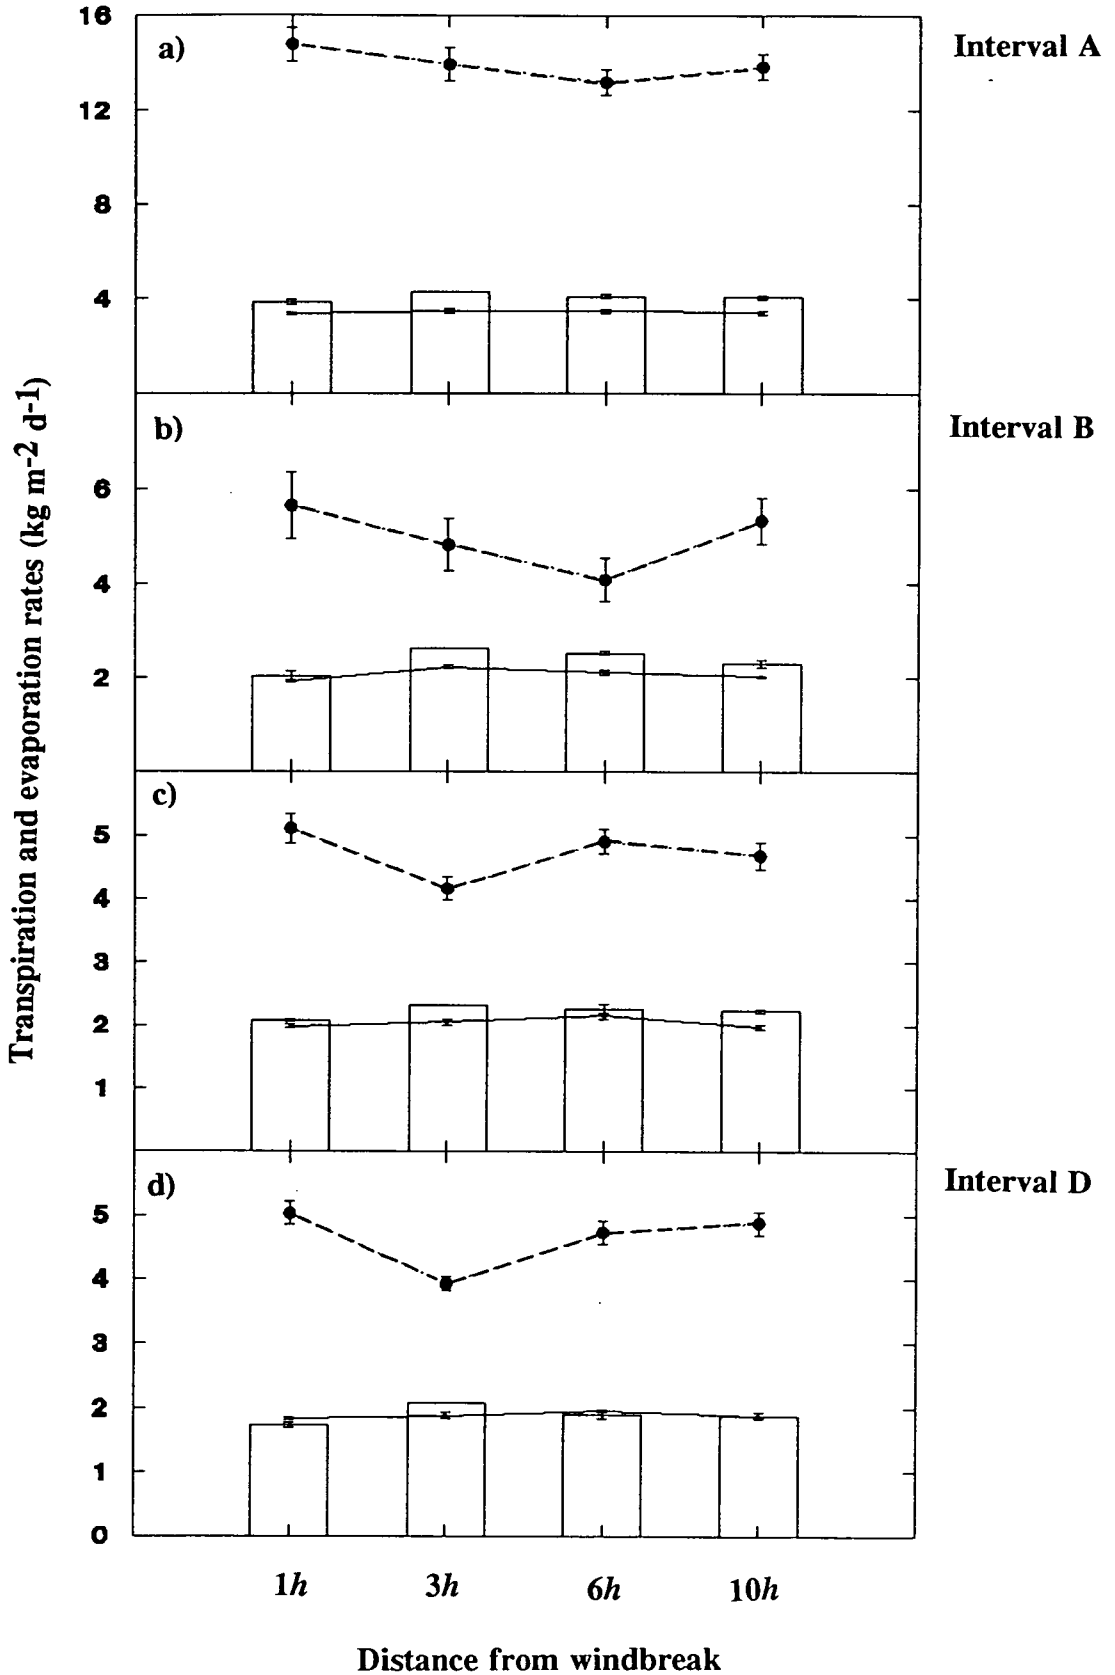 16
a)
Interval A
12
8
4
b)
Interval B
6
4
2
c)
5
4
3
2
1
d)
Interval D
5
4
3
2
1
0
1h
3h
6h
10h
Distance from windbreak
Transpiration and evaporation rates (kg m-2 d-1)